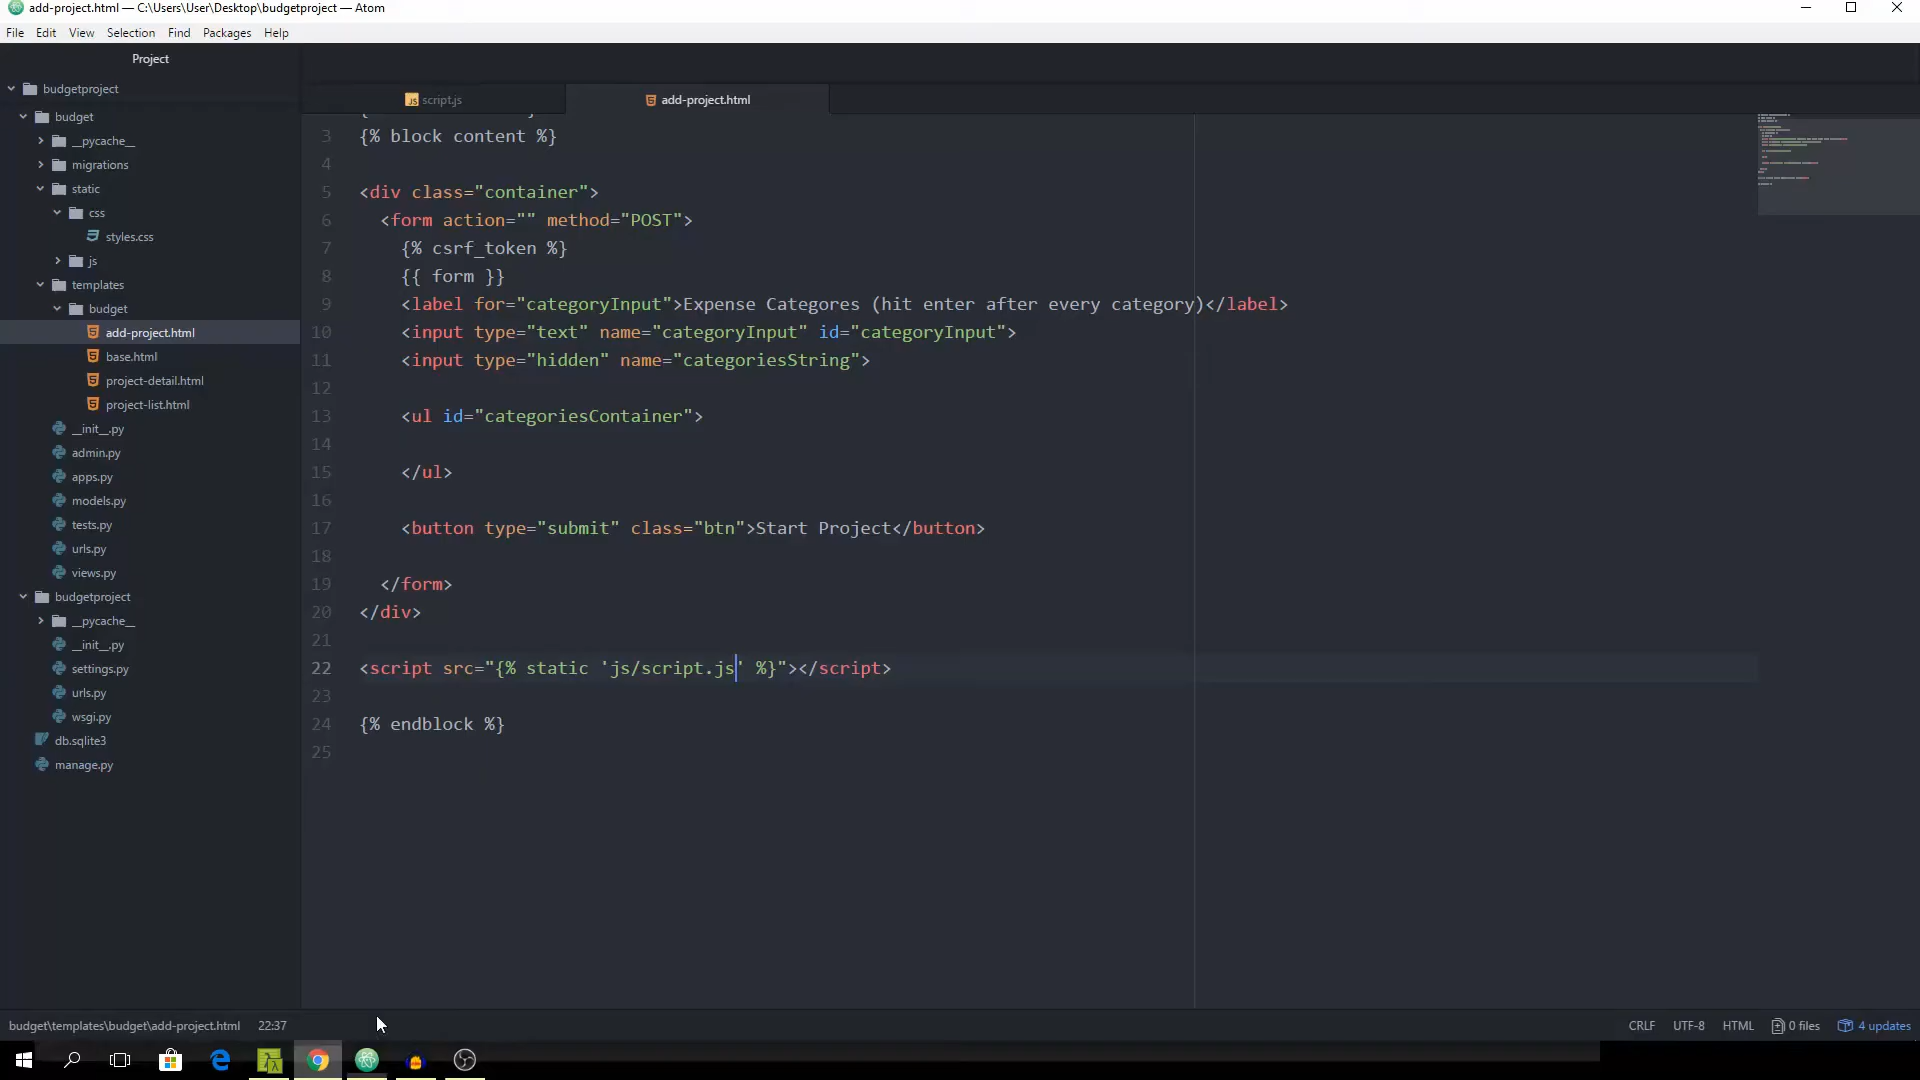 add-project.html — C:\Users\User\Desktop\budgetproject — Atom
File Edit View Selection Find Packages Help
Project
budgetproject
budget
__pycache__
migrations
static
css
styles.css
js
templates
budget
add-project.html
base.html
project-detail.html
project-list.html
__init__.py
admin.py
apps.py
models.py
tests.py
urls.py
views.py
budgetproject
__pycache__
__init__.py
settings.py
urls.py
wsgi.py
db.sqlite3
manage.py
script.js
add-project.html
3 {% block content %}
4
5 <div class="container">
6 <form action="" method="POST">
7 {% csrf_token %}
8 {{ form }}
9 <label for="categoryInput">Expense Categores (hit enter after every category)</label>
10 <input type="text" name="categoryInput" id="categoryInput">
11 <input type="hidden" name="categoriesString">
12
13 <ul id="categoriesContainer">
14
15 </ul>
16
17 <button type="submit" class="btn">Start Project</button>
18
19 </form>
20 </div>
21
22 <script src="{% static 'js/script.js' %}"></script>
23
24 {% endblock %}
25
budget\templates\budget\add-project.html 22:37
CRLF UTF-8 HTML 0 files 4 updates